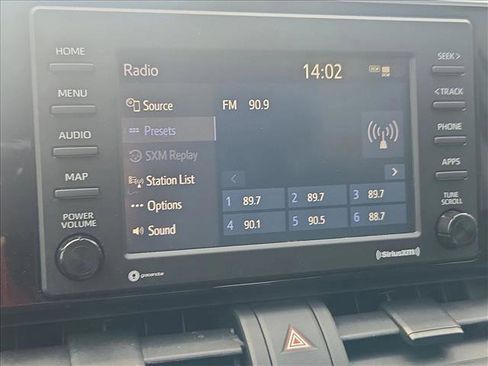 HOME
MENU
AUDIO
MAP
POWER
VOLUME
Radio
14:02
Source
Presets
SXM Replay
Station List
Options
Sound
FM 90.9
1 89.7 2 89.7 3 89.7
4 90.1 5 90.5 6 88.7
SEEK >
< TRACK
PHONE
APPS
TUNE
SCROLL
gracenote
SiriusXM